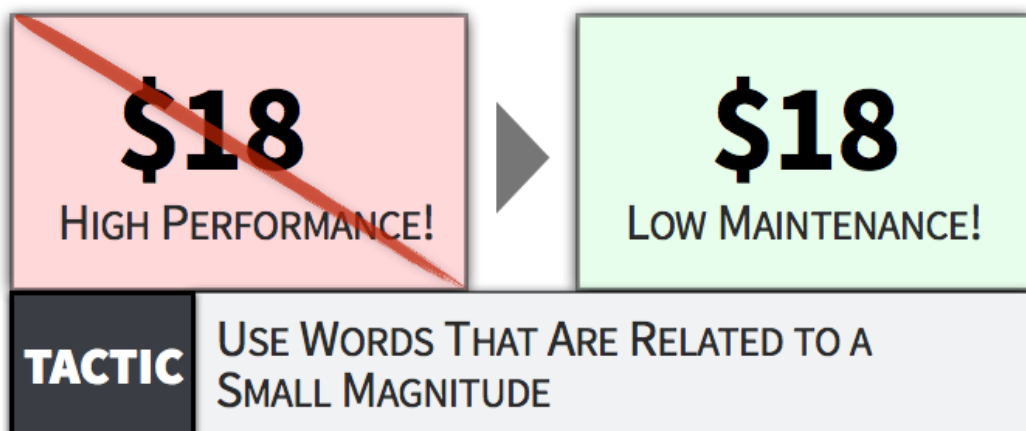 $18
High Performance!
$18
Low Maintenance!
TACTIC
Use Words That Are Related to a
Small Magnitude